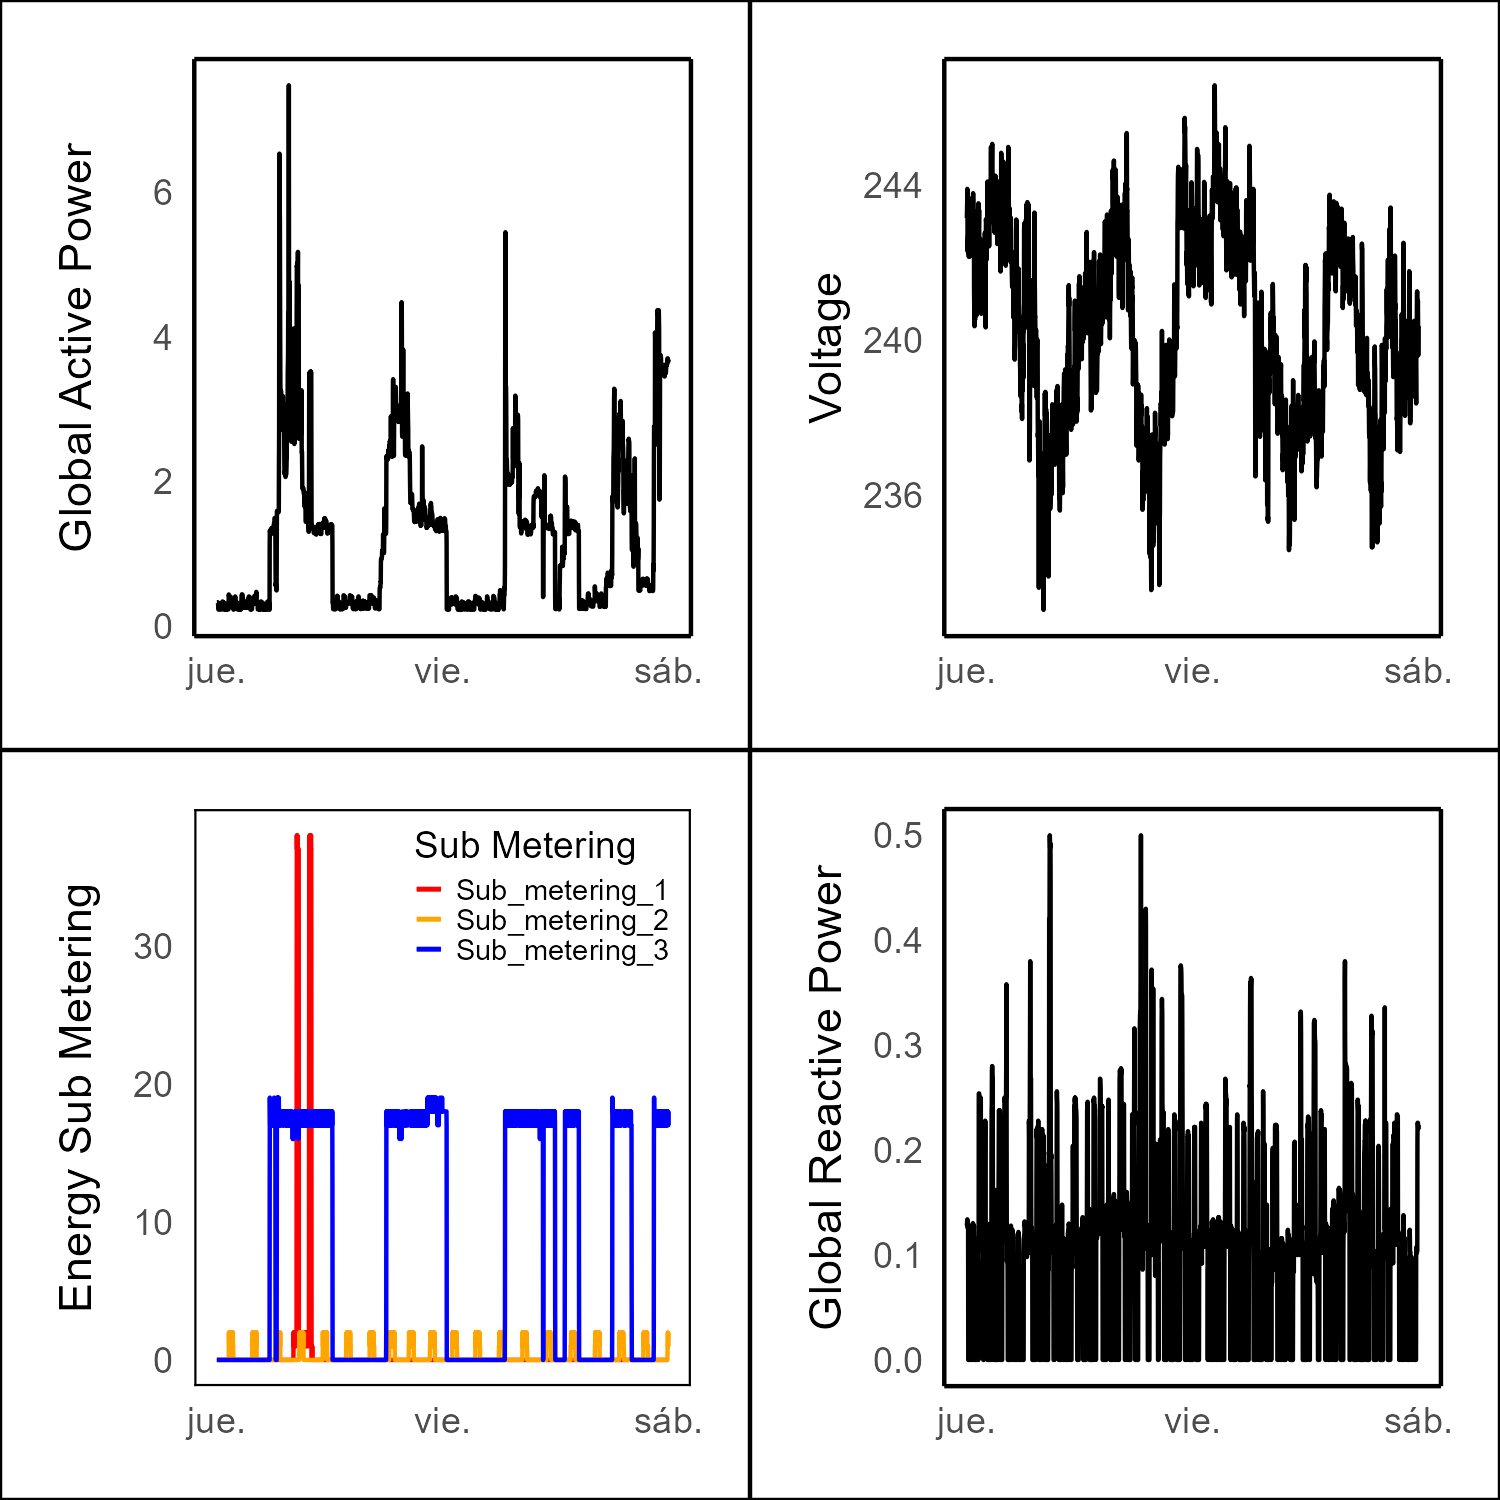 Global Active Power
6
4
2
0
jue. vie. sáb.
Voltage
244
240
236
jue. vie. sáb.
Energy Sub Metering
30
20
10
0
Sub Metering
Sub_metering_1
Sub_metering_2
Sub_metering_3
jue. vie. sáb.
Global Reactive Power
0.5
0.4
0.3
0.2
0.1
0.0
jue. vie. sáb.